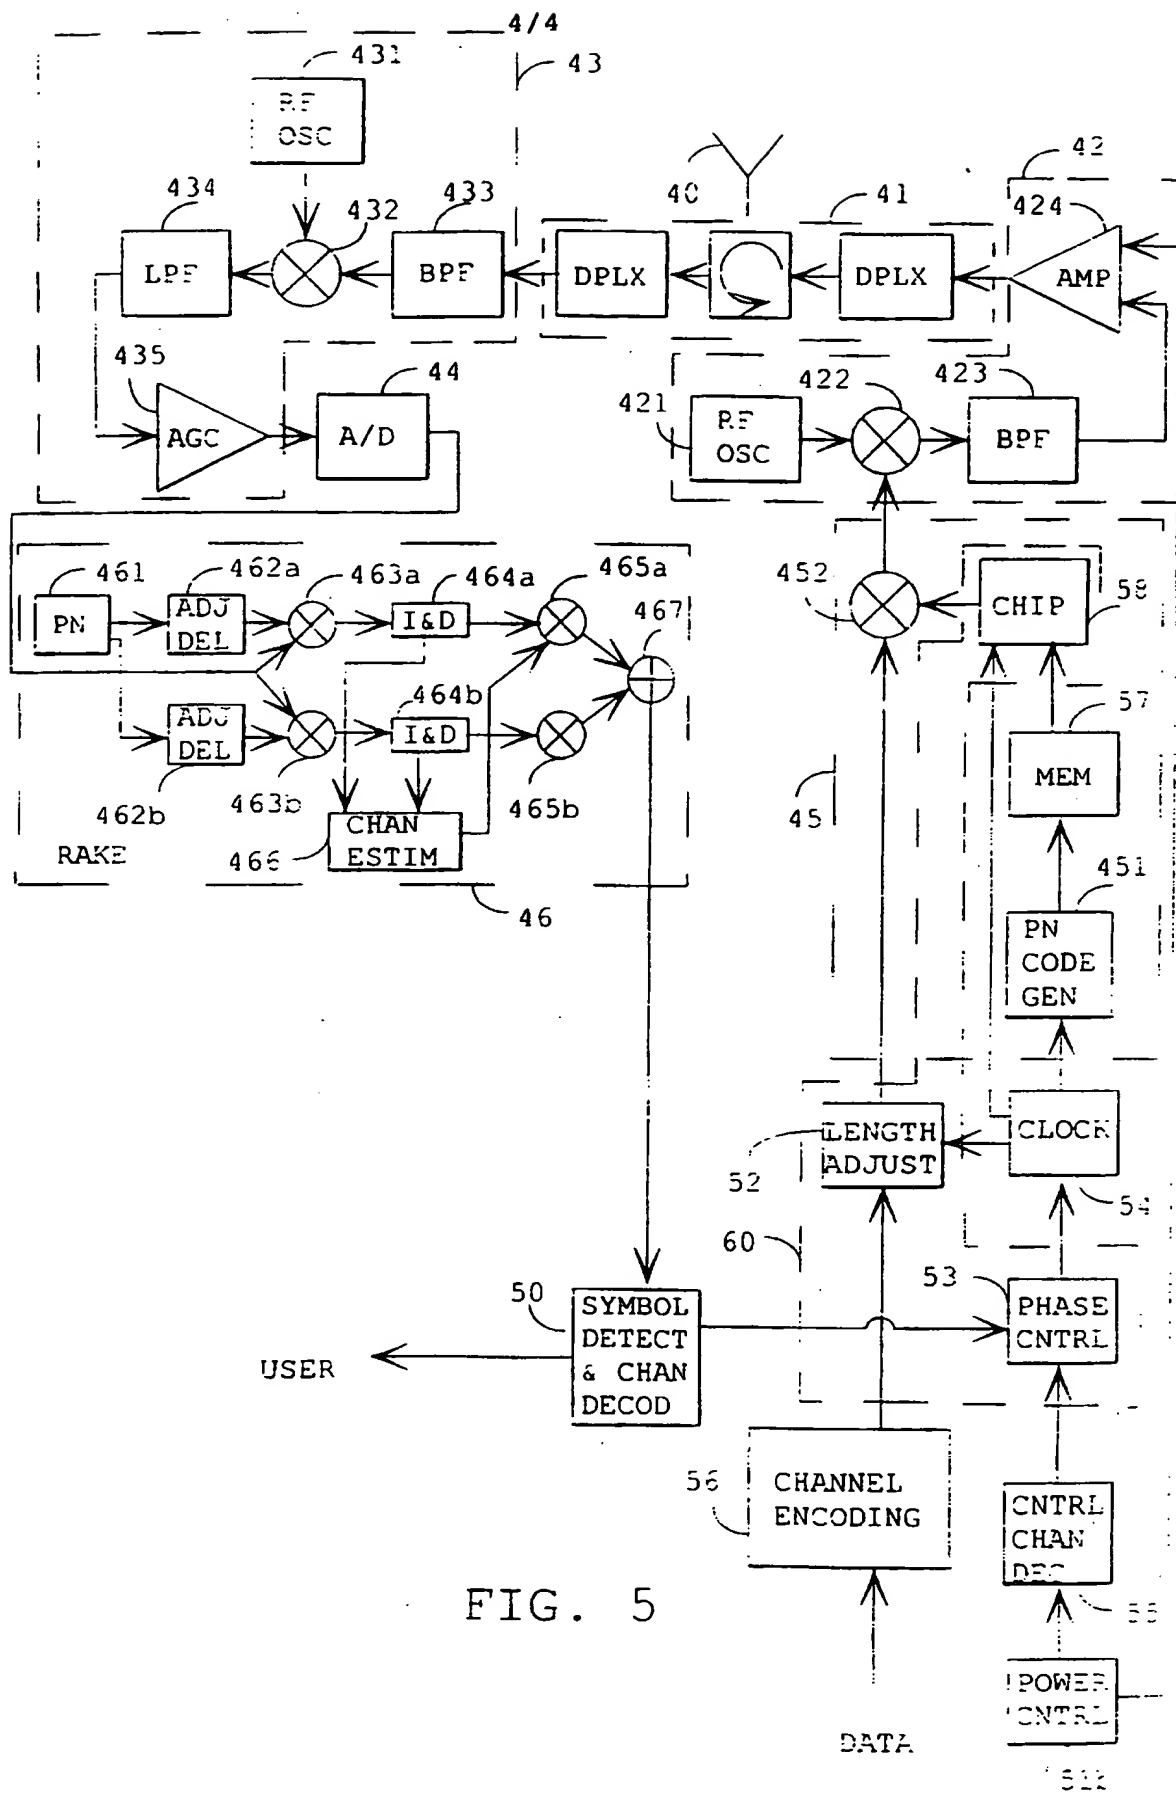 4/4
431
43
RF
OSC
40
42
434
432
433
41
424
LPF
BPF
DPLX
DPLX
AMP
435
44
422
423
421
RF
OSC
BPF
AGC
A/D
461
462a
463a
464a
465a
452
58
PN
ADJ
DEL
I&D
467
CHIP
464b
57
ADJ
DEL
I&D
MEM
462b
463b
465b
45
CHAN
ESTIM
RAKE
466
451
46
PN
CODE
GEN
LENGTH
ADJUST
CLOCK
52
54
60
53
50
SYMBOL
DETECT
& CHAN
DECOD
PHASE
CNTRL
USER
56
CHANNEL
ENCODING
CNTRL
CHAN
DEC
FIG. 5
POWER
CNTRL
DATA